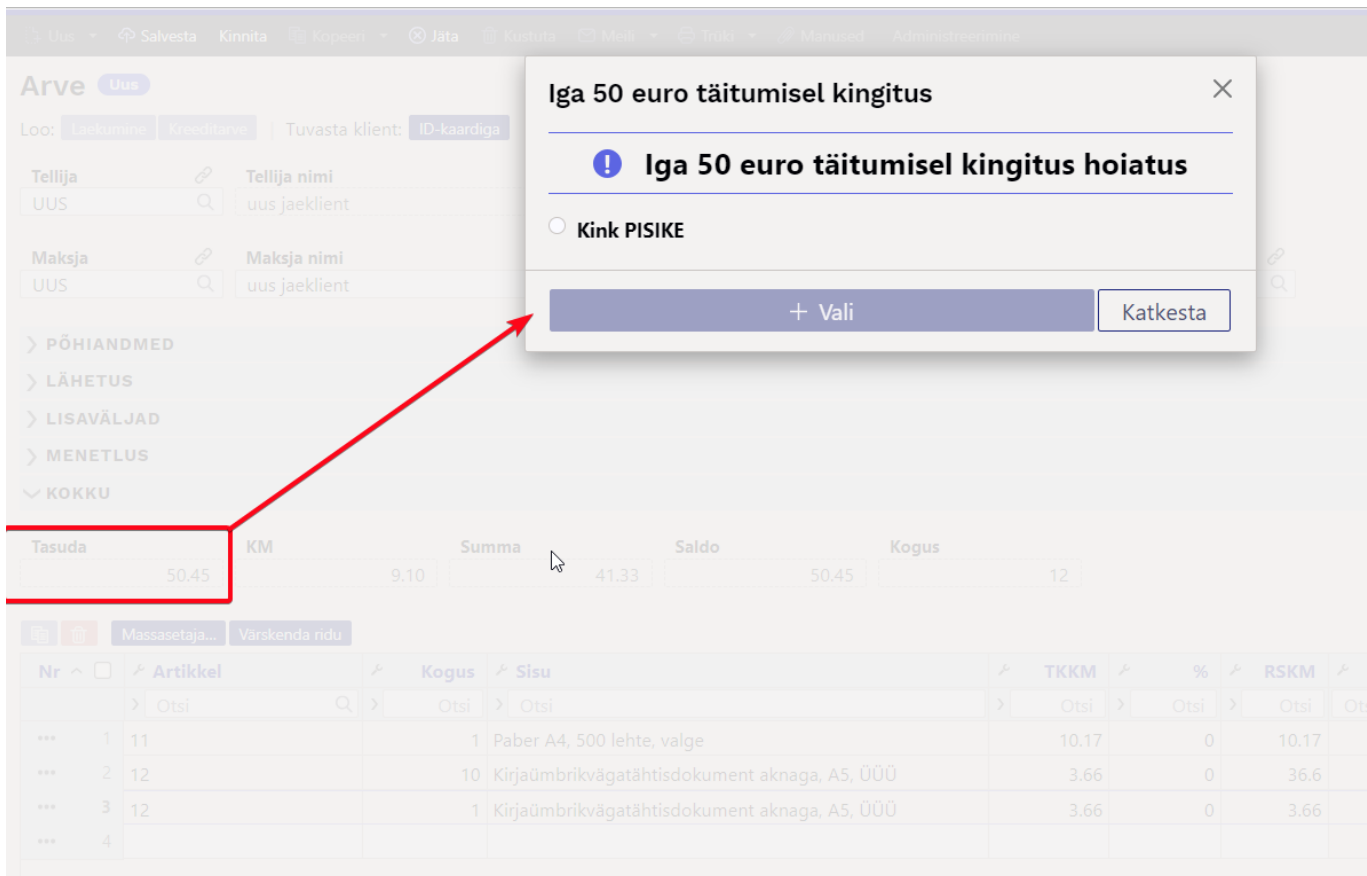 Uus Salvesta Kinnita Kopeeri Jäta Kustuta Meili Trüki Manused Administreerimine
Arve Uus
Loo: Laekumine Kreeditarve Tuvasta klient: ID-kaardiga
Iga 50 euro täitumisel kingitus
Iga 50 euro täitumisel kingitus hoiatus
Kink PISIKE
+ Vali Katkesta
Tellija Tellija nimi
UUS uus jaeklient
Maksja Maksja nimi
UUS uus jaeklient
PÕHIANDMED
LÄHETUS
LISAVÄLJAD
MENETLUS
KOKKU
Tasuda KM Summa Saldo Kogus
50.45 9.10 41.33 50.45 12
Massasetaja... Värskenda ridu
Nr Artikkel Kogus Sisu TKKM % RSKM
Otsi Otsi Otsi Otsi Otsi Otsi Ots
1 11 1 Paber A4, 500 lehte, valge 10.17 0 10.17
2 12 10 Kirjaümbrikvägatähtisdokument aknaga, A5, ÜÜÜ 3.66 0 36.6
3 12 1 Kirjaümbrikvägatähtisdokument aknaga, A5, ÜÜÜ 3.66 0 3.66
4